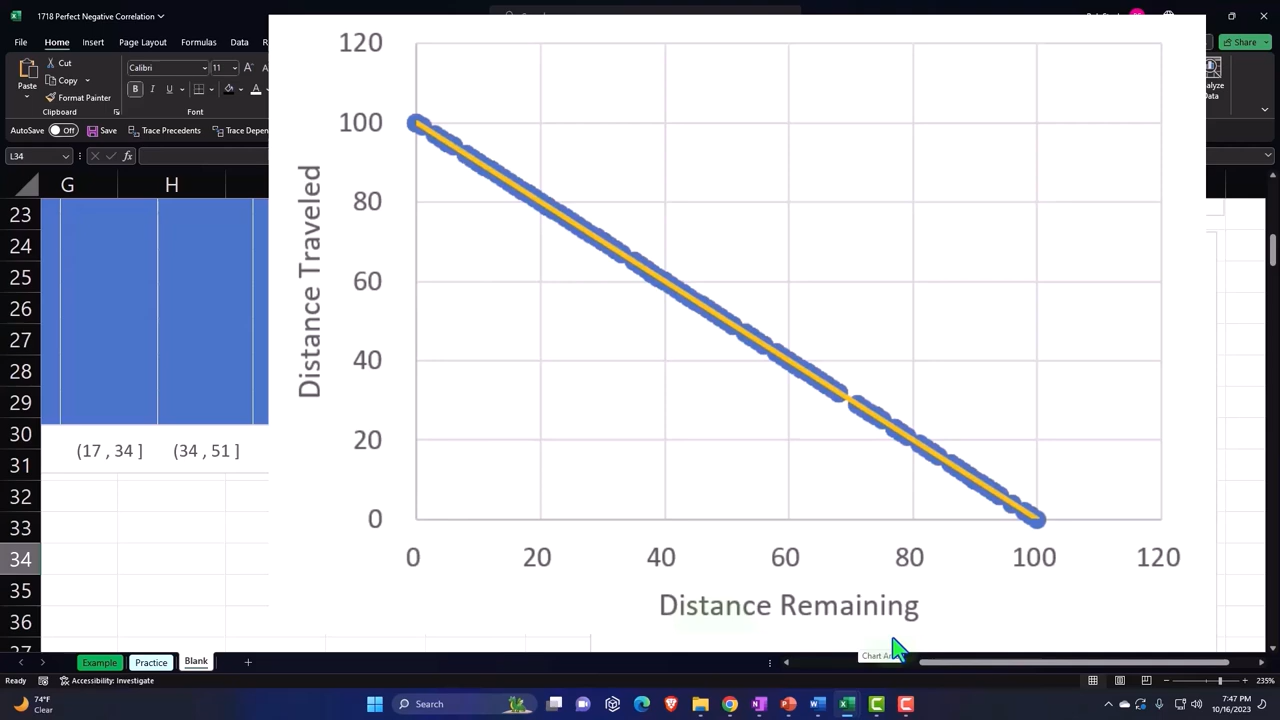 1718 Perfect Negative Correlation
File Home Insert Page Layout Formulas Data
Share
Paste
Cut
Copy
Format Painter
Clipboard
Calibri 11
B I U
Font
Data
AutoSave Off Save Trace Precedents Trace Depen
L34
fx
G H
23
24
25
26
27
28
29
30
31
32
33
34
35
36
(17 , 34 ] (34 , 51 ]
120
100
80
60
40
20
0
Distance Traveled
0 20 40 60 80 100 120
Distance Remaining
Example Practice Blank
Ready Accessibility: Investigate
235%
74°F
Clear
Search
7:47 PM
10/16/2023